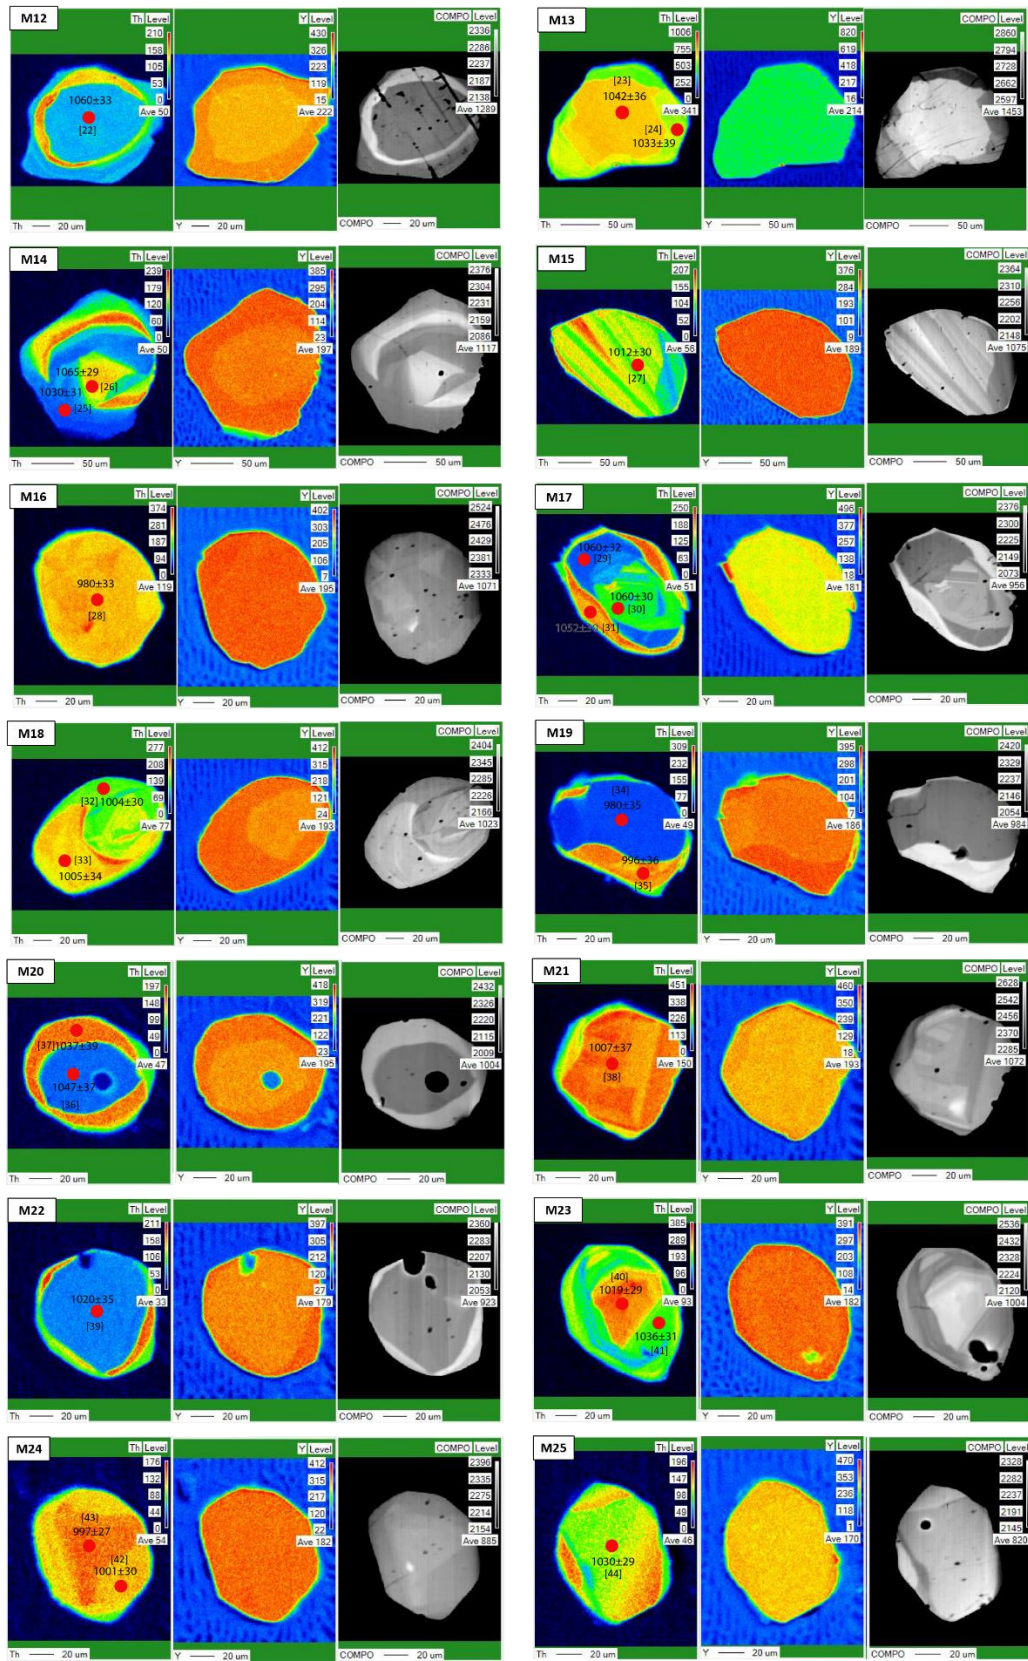 M12
Th Level
210
158
105
53
0
Ave 50
1060±33
[22]
Th 20 um
Y Level
430
326
223
119
15
Ave 222
Y 20 um
COMPO Level
2336
2286
2237
2187
2138
Ave 1289
COMPO 20 um
M13
Th Level
1006
755
503
252
0
Ave 341
[23]
1042±36
[24]
1033±39
Th 50 um
Y Level
820
619
418
217
16
Ave 214
Y 50 um
COMPO Level
2860
2794
2728
2662
2597
Ave 1453
COMPO 50 um
M14
Th Level
239
179
120
60
0
Ave 50
1065±29
[26]
1030±31
[25]
Th 50 um
Y Level
385
295
204
114
23
Ave 197
Y 50 um
COMPO Level
2376
2304
2231
2159
2086
Ave 1117
COMPO 50 um
M15
Th Level
207
155
104
52
0
Ave 56
1012±30
[27]
Th 50 um
Y Level
376
284
193
101
9
Ave 189
Y 50 um
COMPO Level
2364
2310
2256
2202
2148
Ave 1075
COMPO 50 um
M16
Th Level
374
281
187
94
0
Ave 119
980±33
[28]
Th 20 um
Y Level
402
303
205
106
7
Ave 195
Y 20 um
COMPO Level
2524
2476
2429
2381
2333
Ave 1071
COMPO 20 um
M17
Th Level
250
188
125
63
0
Ave 51
1060±32
[29]
1060±30
[30]
[31]
Th 20 um
Y Level
496
377
257
138
18
Ave 181
Y 20 um
COMPO Level
2376
2300
2225
2149
2073
Ave 956
COMPO 20 um
M18
Th Level
277
208
139
69
0
Ave 77
[32] 1004±30
[33]
1005±34
Th 20 um
Y Level
412
315
218
121
24
Ave 193
Y 20 um
COMPO Level
2404
2345
2285
2226
2166
Ave 1023
COMPO 20 um
M19
Th Level
309
232
155
77
0
Ave 49
[34]
980±35
996±36
[35]
Th 20 um
Y Level
395
298
201
104
7
Ave 186
Y 20 um
COMPO Level
2420
2329
2237
2146
2054
Ave 984
COMPO 20 um
M20
Th Level
197
148
99
49
0
Ave 47
[37]1037±39
1047±37
[36]
Th 20 um
Y Level
418
319
221
122
23
Ave 195
Y 20 um
COMPO Level
2432
2326
2220
2115
2009
Ave 1004
COMPO 20 um
M21
Th Level
451
338
226
113
0
Ave 150
1007±37
[38]
Th 20 um
Y Level
460
350
239
129
18
Ave 193
Y 20 um
COMPO Level
2628
2542
2456
2370
2285
Ave 1072
COMPO 20 um
M22
Th Level
211
158
106
53
0
Ave 33
1020±35
[39]
Th 20 um
Y Level
397
305
212
120
27
Ave 179
Y 20 um
COMPO Level
2360
2283
2207
2130
2053
Ave 923
COMPO 20 um
M23
Th Level
385
289
193
96
0
Ave 93
[40]
1019±29
1036±31
[41]
Th 20 um
Y Level
391
297
203
108
14
Ave 182
Y 20 um
COMPO Level
2536
2432
2328
2224
2120
Ave 1004
COMPO 20 um
M24
Th Level
176
132
88
44
0
Ave 54
[43]
997±27
[42]
1001±30
Th 20 um
Y Level
412
315
217
120
22
Ave 182
Y 20 um
COMPO Level
2396
2335
2275
2214
2154
Ave 885
COMPO 20 um
M25
Th Level
196
147
98
49
0
Ave 46
1030±29
[44]
Th 20 um
Y Level
470
353
236
118
1
Ave 170
Y 20 um
COMPO Level
2328
2282
2237
2191
2145
Ave 820
COMPO 20 um